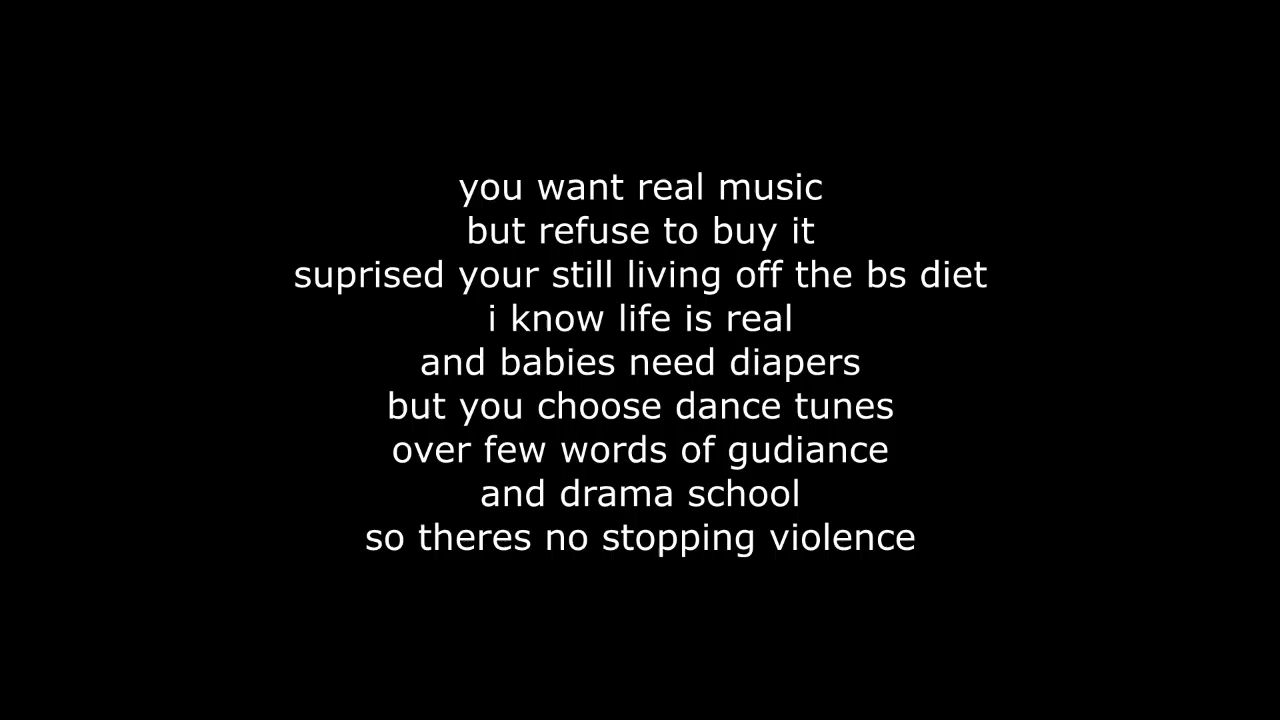 you want real music
but refuse to buy it
suprised your still living off the bs diet
i know life is real
and babies need diapers
but you choose dance tunes
over few words of gudiance
and drama school
so theres no stopping violence